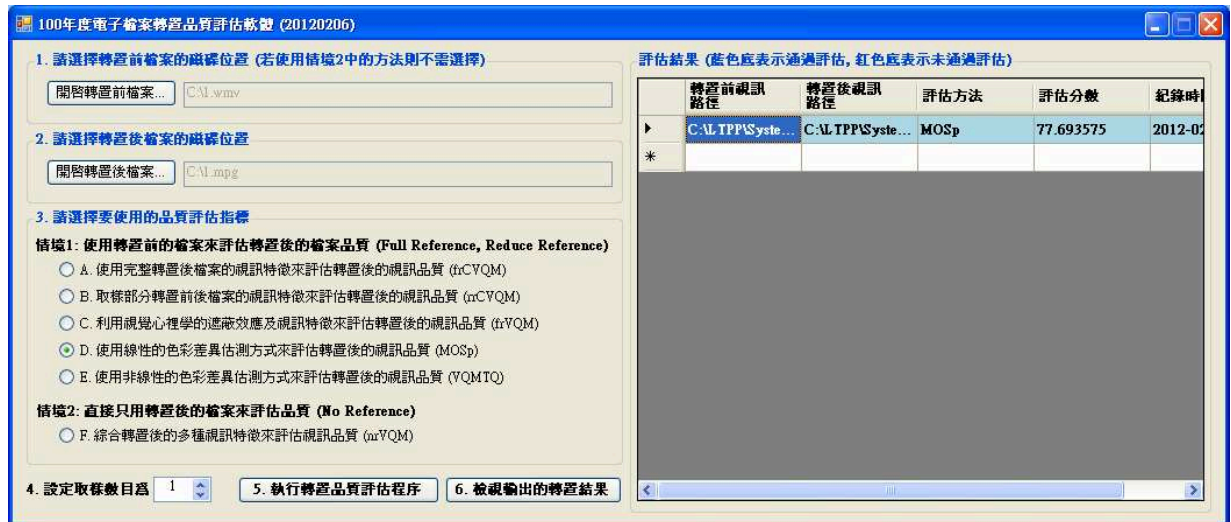 100年度電子檔案轉置品質評估軟體 (20120206)
1. 請選擇轉置前檔案的磁碟位置 (若使用情境2中的方法則不需選擇)
開啓轉置前檔案...
C:\1.wmv
2. 請選擇轉置後檔案的磁碟位置
開啓轉置後檔案...
C:\1.mpg
3. 請選擇要使用的品質評估指標
情境1: 使用轉置前的檔案來評估轉置後的檔案品質 (Full Reference, Reduce Reference)
A. 使用完整轉置後檔案的視訊特徵來評估轉置後的視訊品質 (frCVQM)
B. 取樣部分轉置前後檔案的視訊特徵來評估轉置後的視訊品質 (rrCVQM)
C. 利用視覺心裡學的遮蔽效應及視訊特徵來評估轉置後的視訊品質 (frVQM)
D. 使用線性的色彩差異估測方式來評估轉置後的視訊品質 (MOSp)
E. 使用非線性的色彩差異估測方式來評估轉置後的視訊品質 (VQMTQ)
情境2: 直接只用轉置後的檔案來評估品質 (No Reference)
F. 綜合轉置後的多種視訊特徵來評估視訊品質 (nrVQM)
4. 設定取樣數目爲 1
5. 執行轉置品質評估程序
6. 檢視輸出的轉置結果
評估結果 (藍色底表示通過評估, 紅色底表示未通過評估)
轉置前視訊路徑 轉置後視訊路徑 評估方法 評估分數 紀錄時
C:\LTPP\Syste... C:\LTPP\Syste... MOSp 77.693575 2012-02